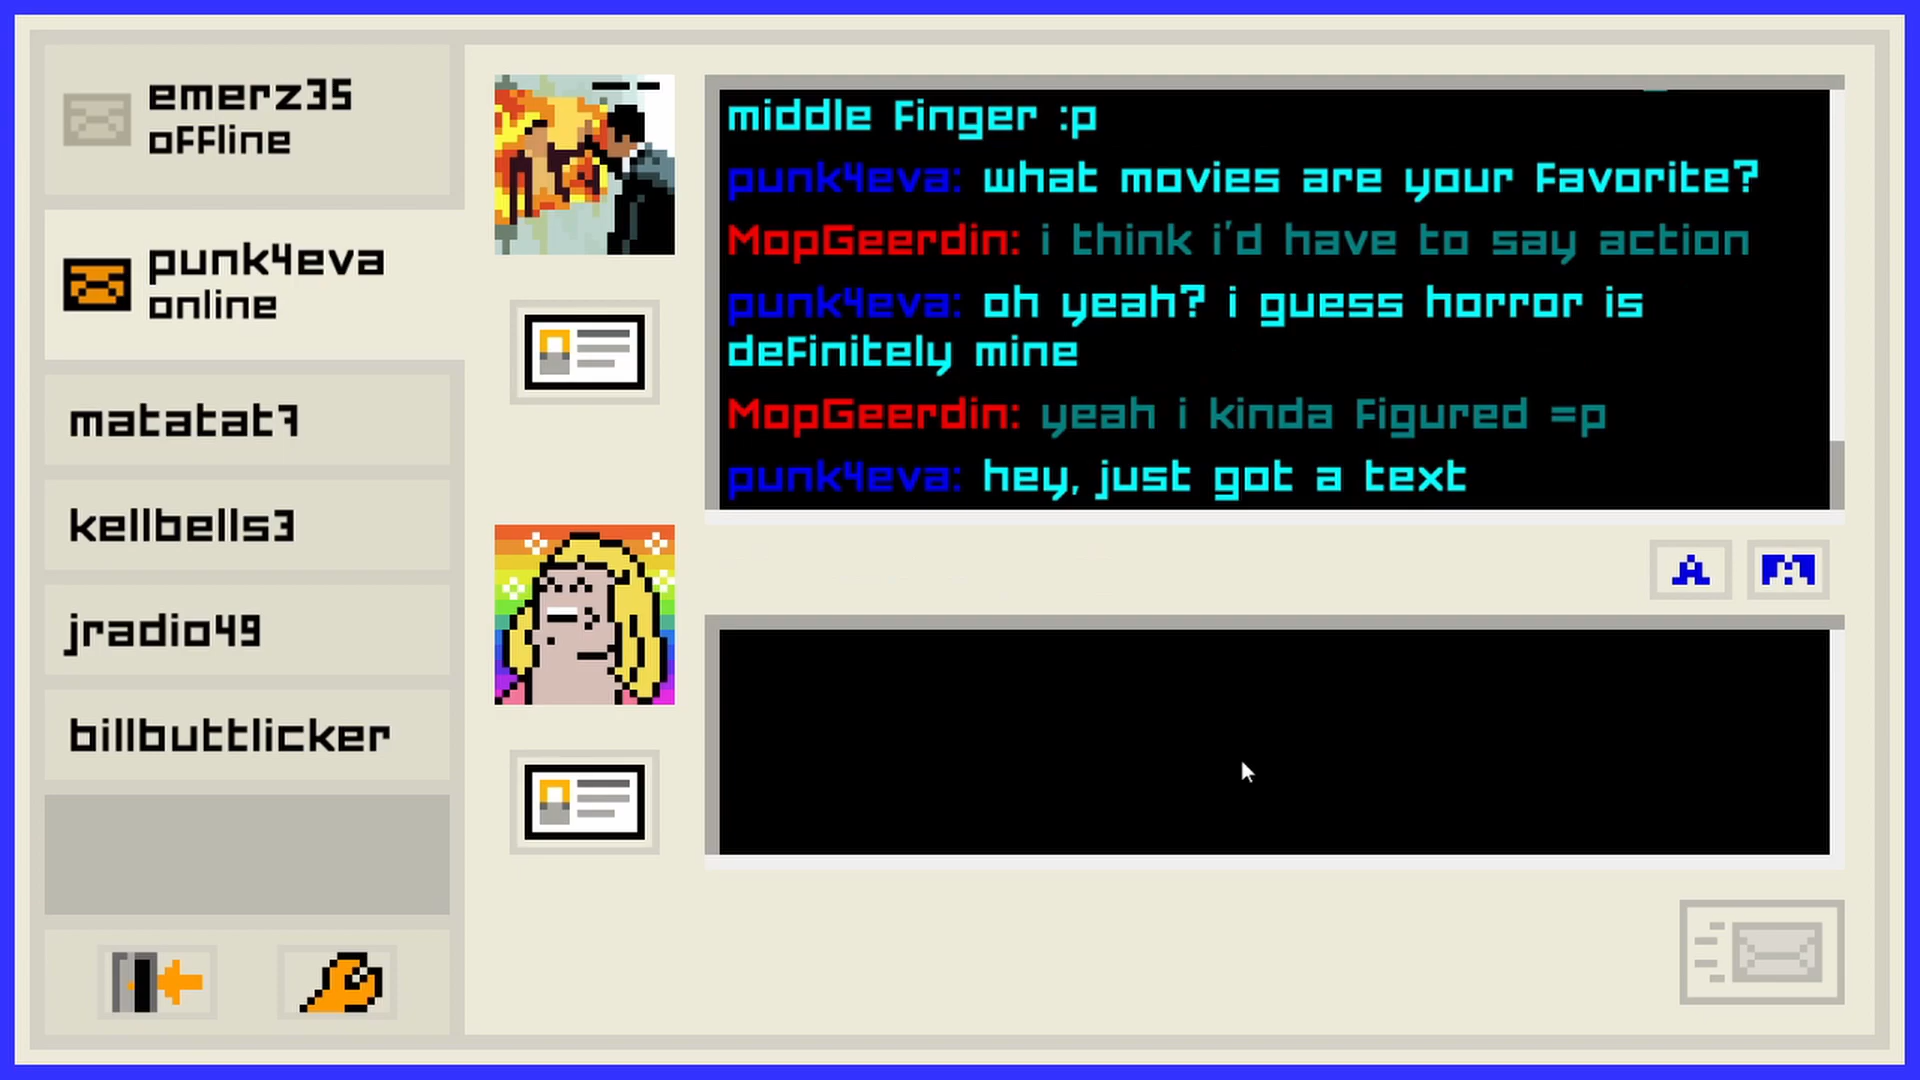 emerz35
offline
punk4eva
online
matatat7
kellbells3
jradio49
billbuttlicker
middle finger :p
punk4eva: what movies are your favorite?
MopGeerdin: i think i'd have to say action
punk4eva: oh yeah? i guess horror is
definitely mine
MopGeerdin: yeah i kinda figured =p
punk4eva: hey, just got a text
A